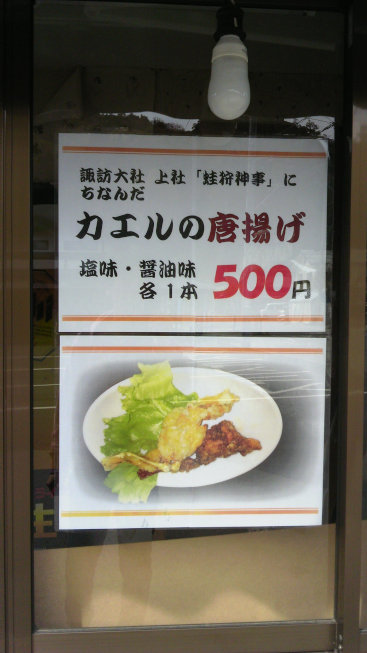 諏訪大社 上社「蛙狩神事」に
ちなんだ
カエルの唐揚げ
塩味・醤油味
各1本 500円
生